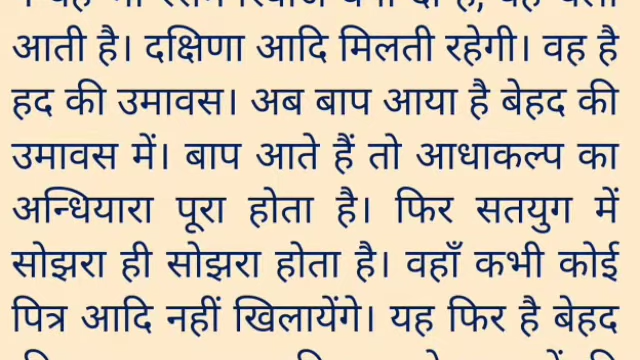 आती है। दक्षिणा आदि मिलती रहेगी। वह है
हद की उमावस। अब बाप आया है बेहद की
उमावस में। बाप आते हैं तो आधाकल्प का
अन्धियारा पूरा होता है। फिर सतयुग में
सोझरा ही सोझरा होता है। वहाँ कभी कोई
पित्र आदि नहीं खिलायेंगे। यह फिर है बेहद